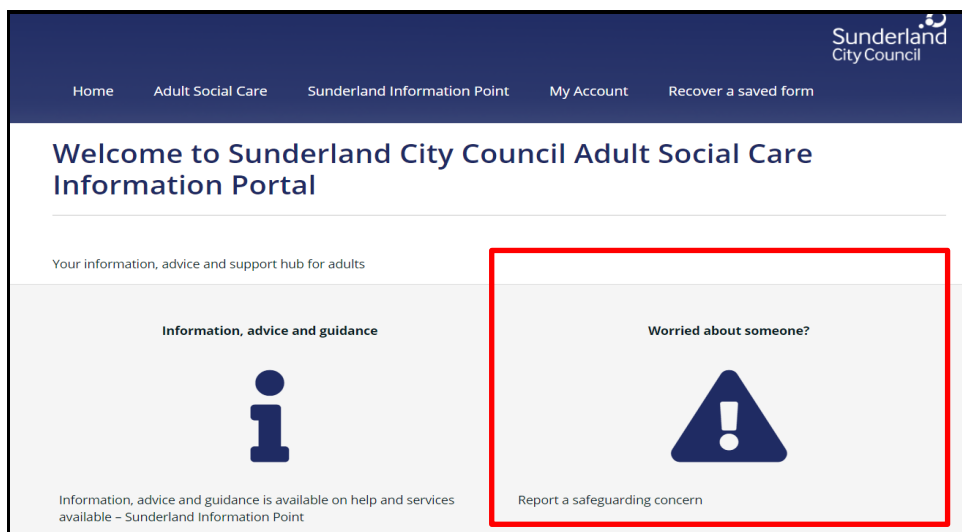 Sunderland
City Council
Home Adult Social Care Sunderland Information Point My Account Recover a saved form
Welcome to Sunderland City Council Adult Social Care
Information Portal
Your information, advice and support hub for adults
Information, advice and guidance
Worried about someone?
Information, advice and guidance is available on help and services
available – Sunderland Information Point
Report a safeguarding concern